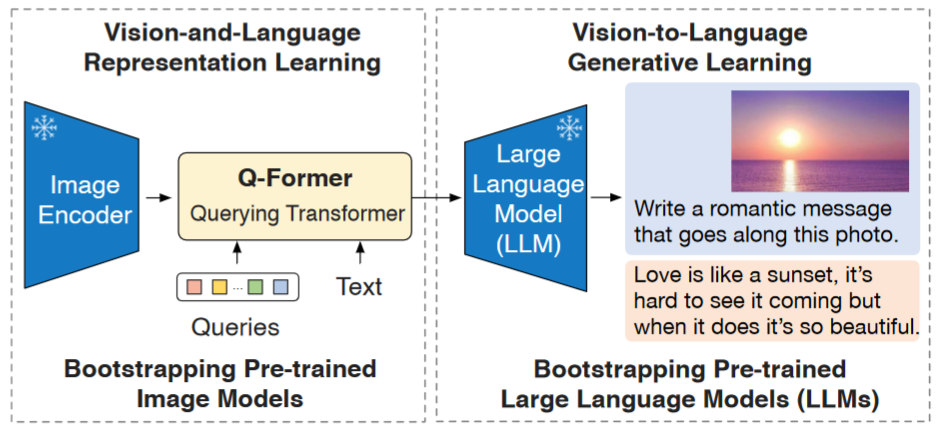 Vision-and-Language
Representation Learning
Image
Encoder
Q-Former
Querying Transformer
...
Queries
Text
Bootstrapping Pre-trained
Image Models
Vision-to-Language
Generative Learning
Large
Language
Model
(LLM)
Write a romantic message
that goes along this photo.
Love is like a sunset, it's
hard to see it coming but
when it does it's so beautiful.
Bootstrapping Pre-trained
Large Language Models (LLMs)